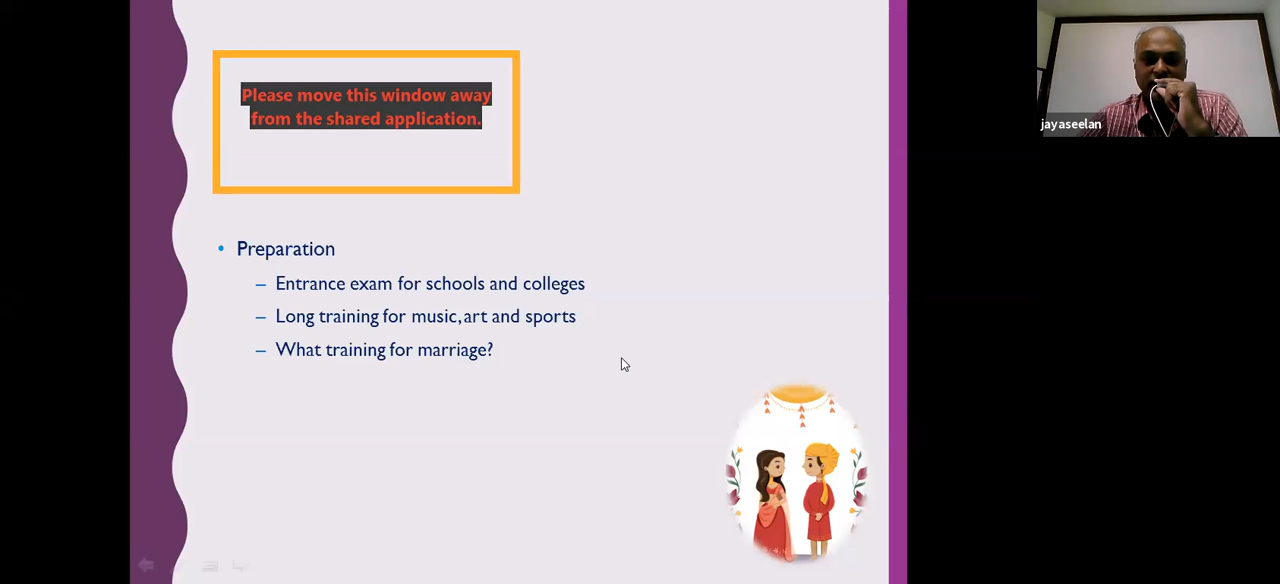 Please move this window away
from the shared application.
• Preparation
– Entrance exam for schools and colleges
– Long training for music,art and sports
– What training for marriage?
jayaseelan